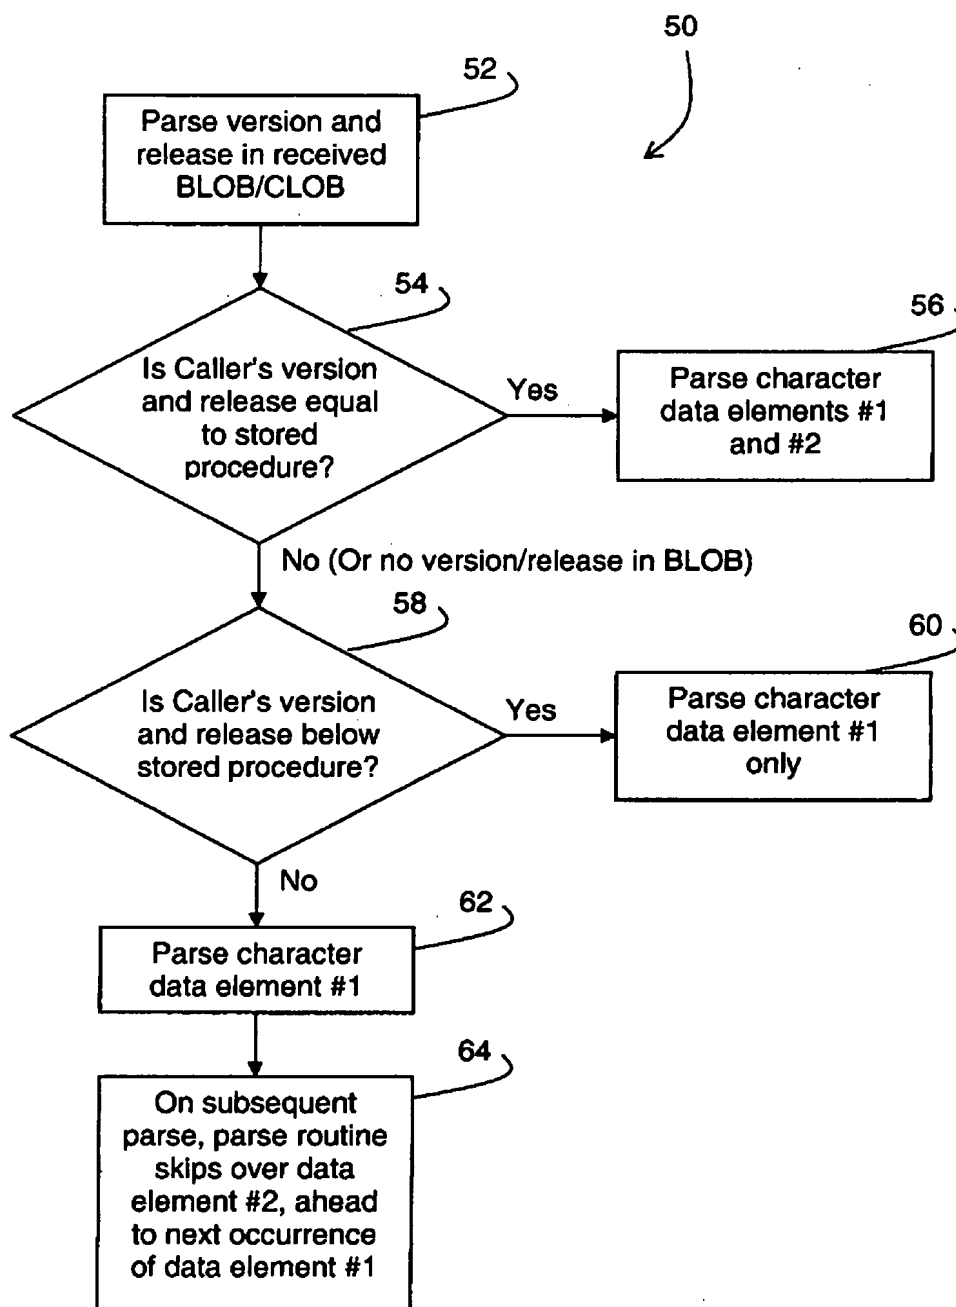 50
52
Parse version and
release in received
BLOB/CLOB
54
Is Caller's version
and release equal
to stored
procedure?
Yes
56
Parse character
data elements #1
and #2
No (Or no version/release in BLOB)
58
Is Caller's version
and release below
stored procedure?
Yes
60
Parse character
data element #1
only
No
62
Parse character
data element #1
64
On subsequent
parse, parse routine
skips over data
element #2, ahead
to next occurrence
of data element #1